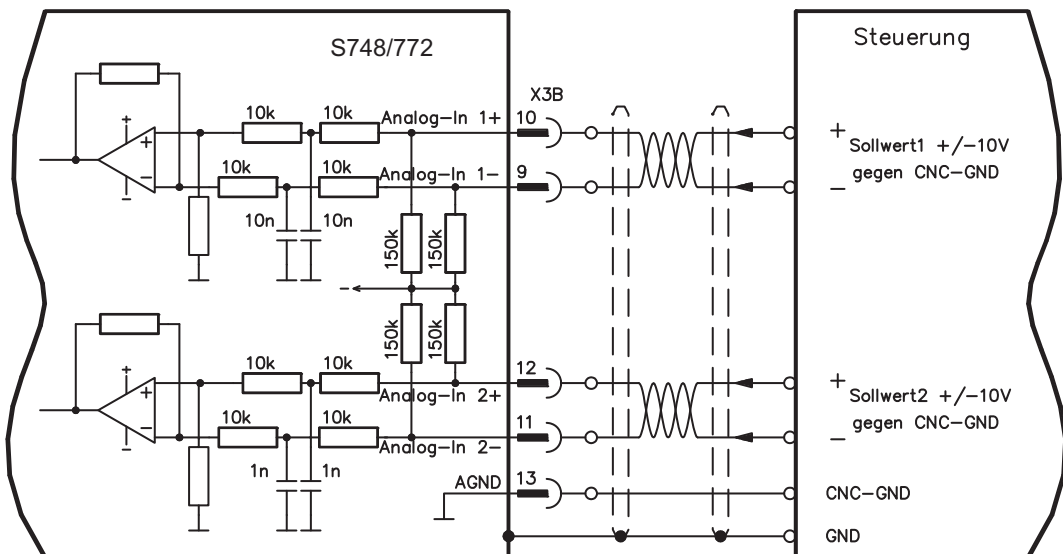 S748/772
Steuerung
X3B
10k
10k
Analog-In 1+
10
+
Sollwert1 +/-10V
gegen CNC-GND
-
10k
10k
Analog-In 1-
9
10n
10n
150k
150k
-
150k
150k
10k
10k
Analog-In 2+
12
+
Sollwert2 +/-10V
gegen CNC-GND
-
10k
10k
Analog-In 2-
11
1n
1n
AGND
13
CNC-GND
GND
+
+
-
-
+
+
-
-